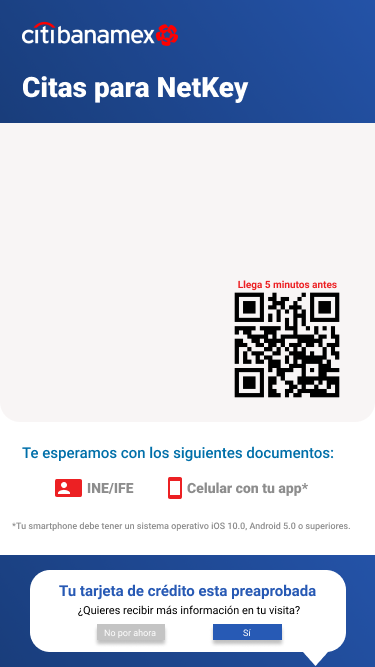 citibanamex
Citas para NetKey
Llega 5 minutos antes
Te esperamos con los siguientes documentos:
INE/IFE
Celular con tu app*
*Tu smartphone debe tener un sistema operativo iOS 10.0, Android 5.0 o superiores.
Tu tarjeta de crédito esta preaprobada
¿Quieres recibir más información en tu visita?
No por ahora
Sí